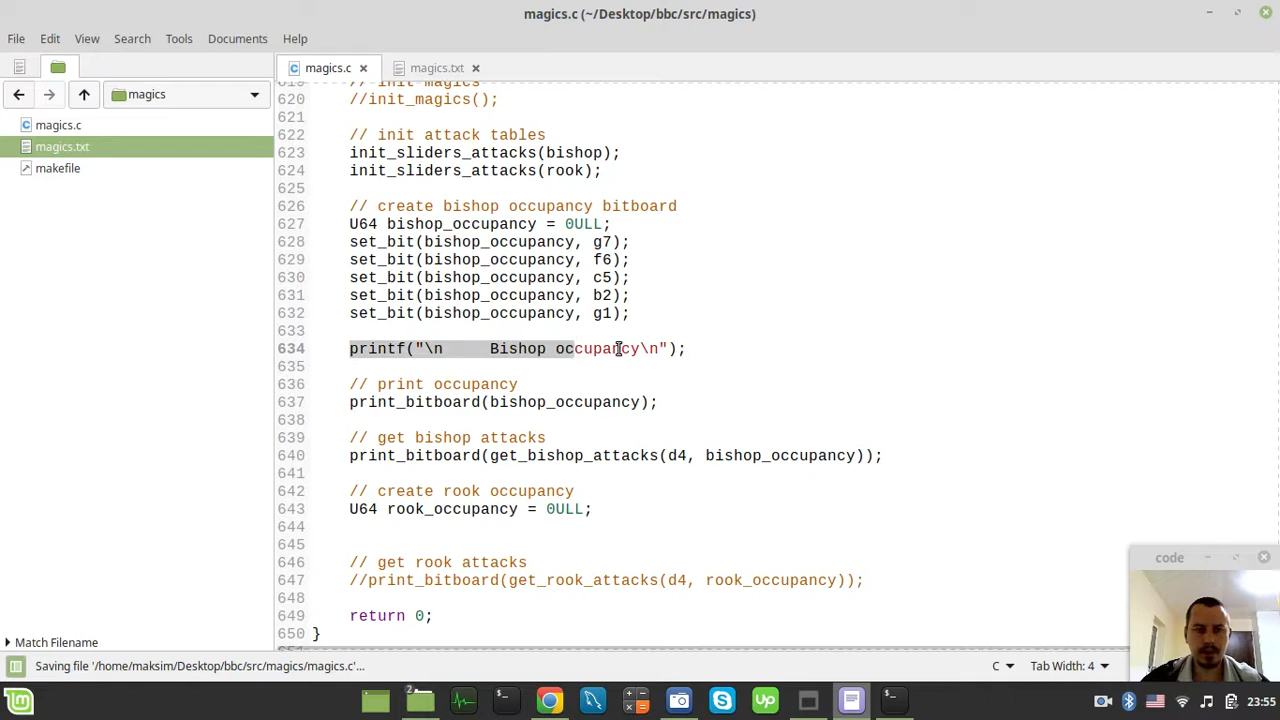 magics.c (~/Desktop/bbc/src/magics)
File Edit View Search Tools Documents Help
magics.c magics.txt
magics
magics.c
magics.txt
makefile
619 // init magics
620 //init_magics();
621
622 // init attack tables
623 init_sliders_attacks(bishop);
624 init_sliders_attacks(rook);
625
626 // create bishop occupancy bitboard
627 U64 bishop_occupancy = 0ULL;
628 set_bit(bishop_occupancy, g7);
629 set_bit(bishop_occupancy, f6);
630 set_bit(bishop_occupancy, c5);
631 set_bit(bishop_occupancy, b2);
632 set_bit(bishop_occupancy, g1);
633
634 printf("\n     Bishop occupancy\n");
635
636 // print occupancy
637 print_bitboard(bishop_occupancy);
638
639 // get bishop attacks
640 print_bitboard(get_bishop_attacks(d4, bishop_occupancy));
641
642 // create rook occupancy
643 U64 rook_occupancy = 0ULL;
644
645
646 // get rook attacks
647 //print_bitboard(get_rook_attacks(d4, rook_occupancy));
648
649 return 0;
650 }
code
Match Filename
Saving file '/home/maksim/Desktop/bbc/src/magics/magics.c'... C Tab Width: 4
2 23:55